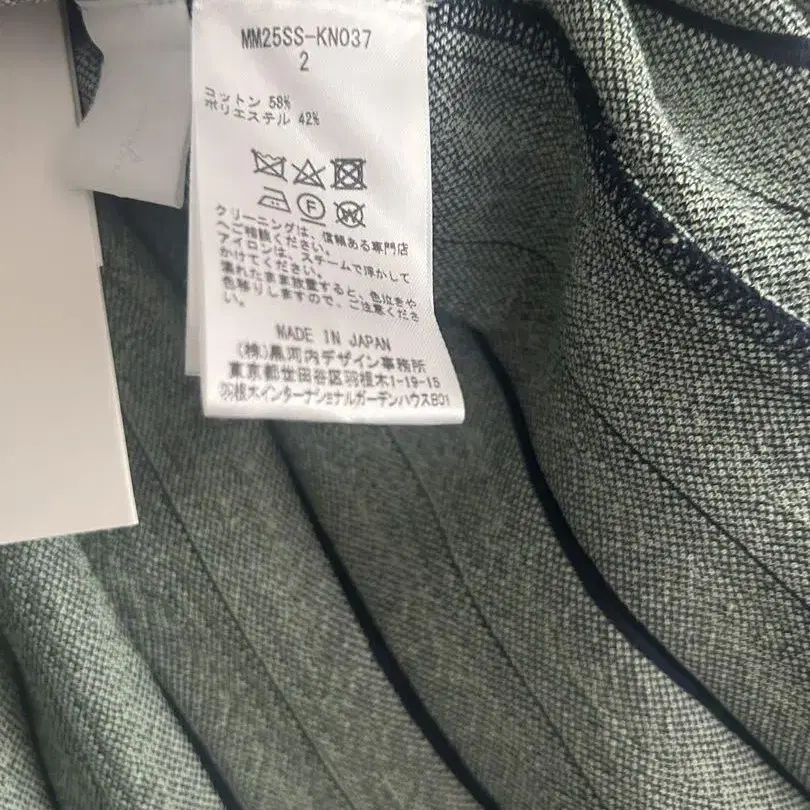 MM25SS-KN037
2
コットン 58%
ポリエステル 42%
F
W
クリーニングは、信頼ある専門店
へご相談ください。
アイロンは、スチームで浮かして
かけてください。
濡れたまま放置すると、色泣きや
色移りしますので、ご注意くださ
い。
MADE IN JAPAN
(株)黒河内デザイン事務所
東京都世田谷区羽根木1-19-15
羽根木インターナショナルガーデンハウスB01